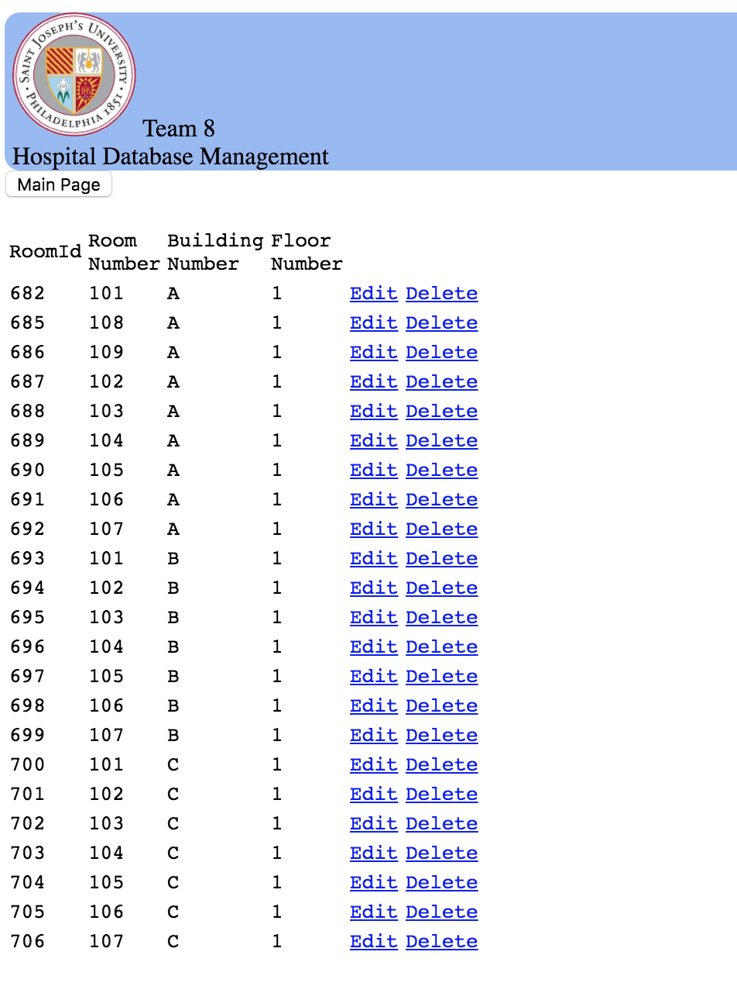 SAINT JOSEPH'S UNIVERSITY
PHILADELPHIA 1851
IHS
Team 8
Hospital Database Management
Main Page
RoomId Room Number Building Number Floor Number
682 101 A 1 Edit Delete
685 108 A 1 Edit Delete
686 109 A 1 Edit Delete
687 102 A 1 Edit Delete
688 103 A 1 Edit Delete
689 104 A 1 Edit Delete
690 105 A 1 Edit Delete
691 106 A 1 Edit Delete
692 107 A 1 Edit Delete
693 101 B 1 Edit Delete
694 102 B 1 Edit Delete
695 103 B 1 Edit Delete
696 104 B 1 Edit Delete
697 105 B 1 Edit Delete
698 106 B 1 Edit Delete
699 107 B 1 Edit Delete
700 101 C 1 Edit Delete
701 102 C 1 Edit Delete
702 103 C 1 Edit Delete
703 104 C 1 Edit Delete
704 105 C 1 Edit Delete
705 106 C 1 Edit Delete
706 107 C 1 Edit Delete